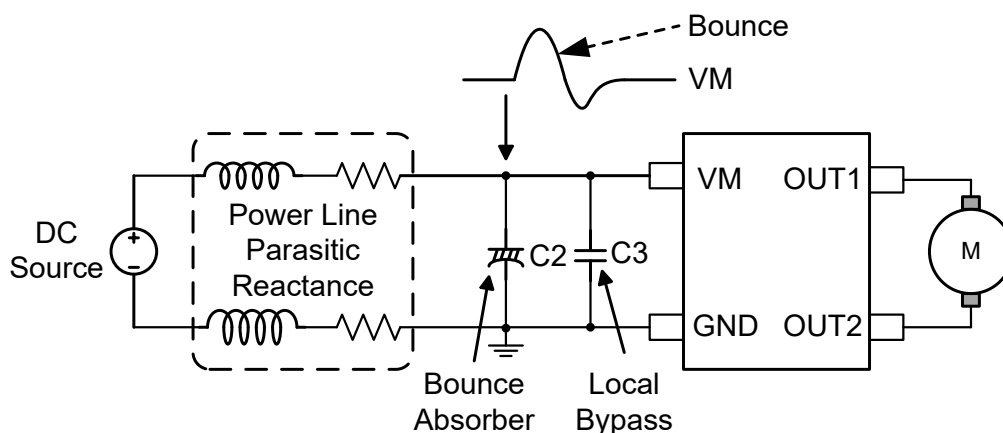 Bounce
VM
Power Line
Parasitic
Reactance
DC
Source
+
−
C2
C3
VM
OUT1
GND
OUT2
M
Bounce
Absorber
Local
Bypass